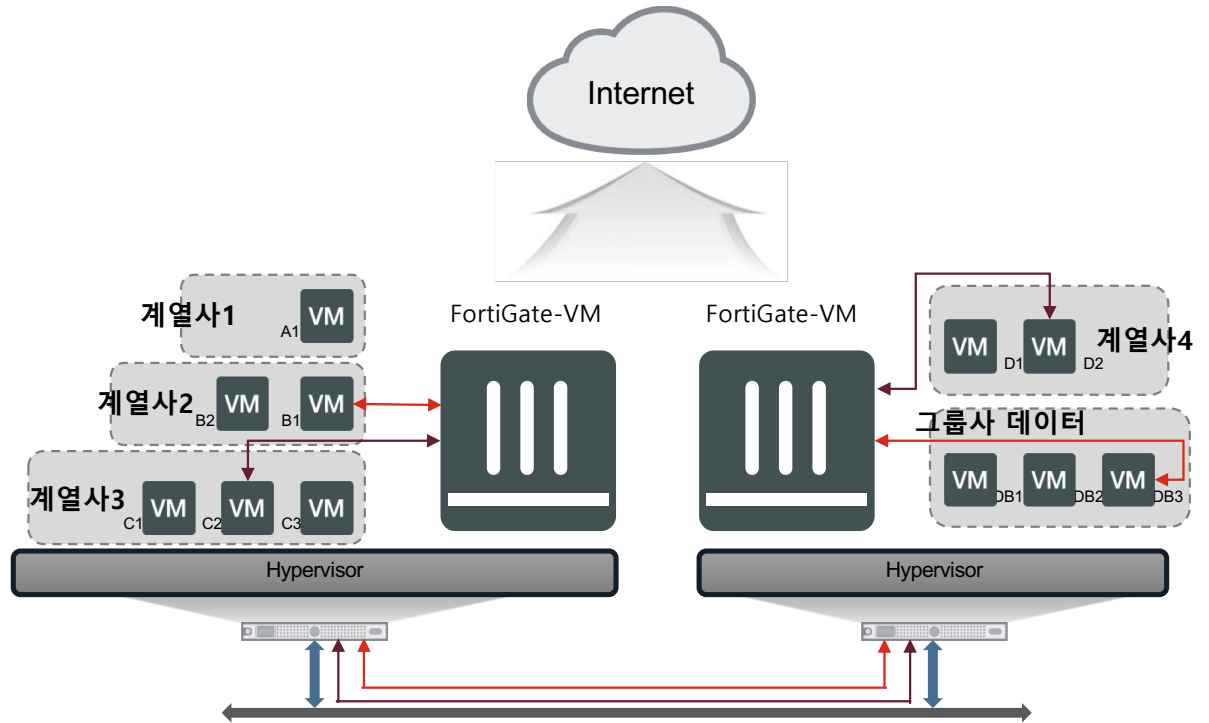 Internet
FortiGate-VM
FortiGate-VM
계열사1
VM
A1
계열사2
VM
B2
VM
B1
계열사3
VM
C1
VM
C2
VM
C3
VM
D1
VM
D2
계열사4
그룹사 데이터
VM
DB1
VM
DB2
VM
DB3
Hypervisor
Hypervisor